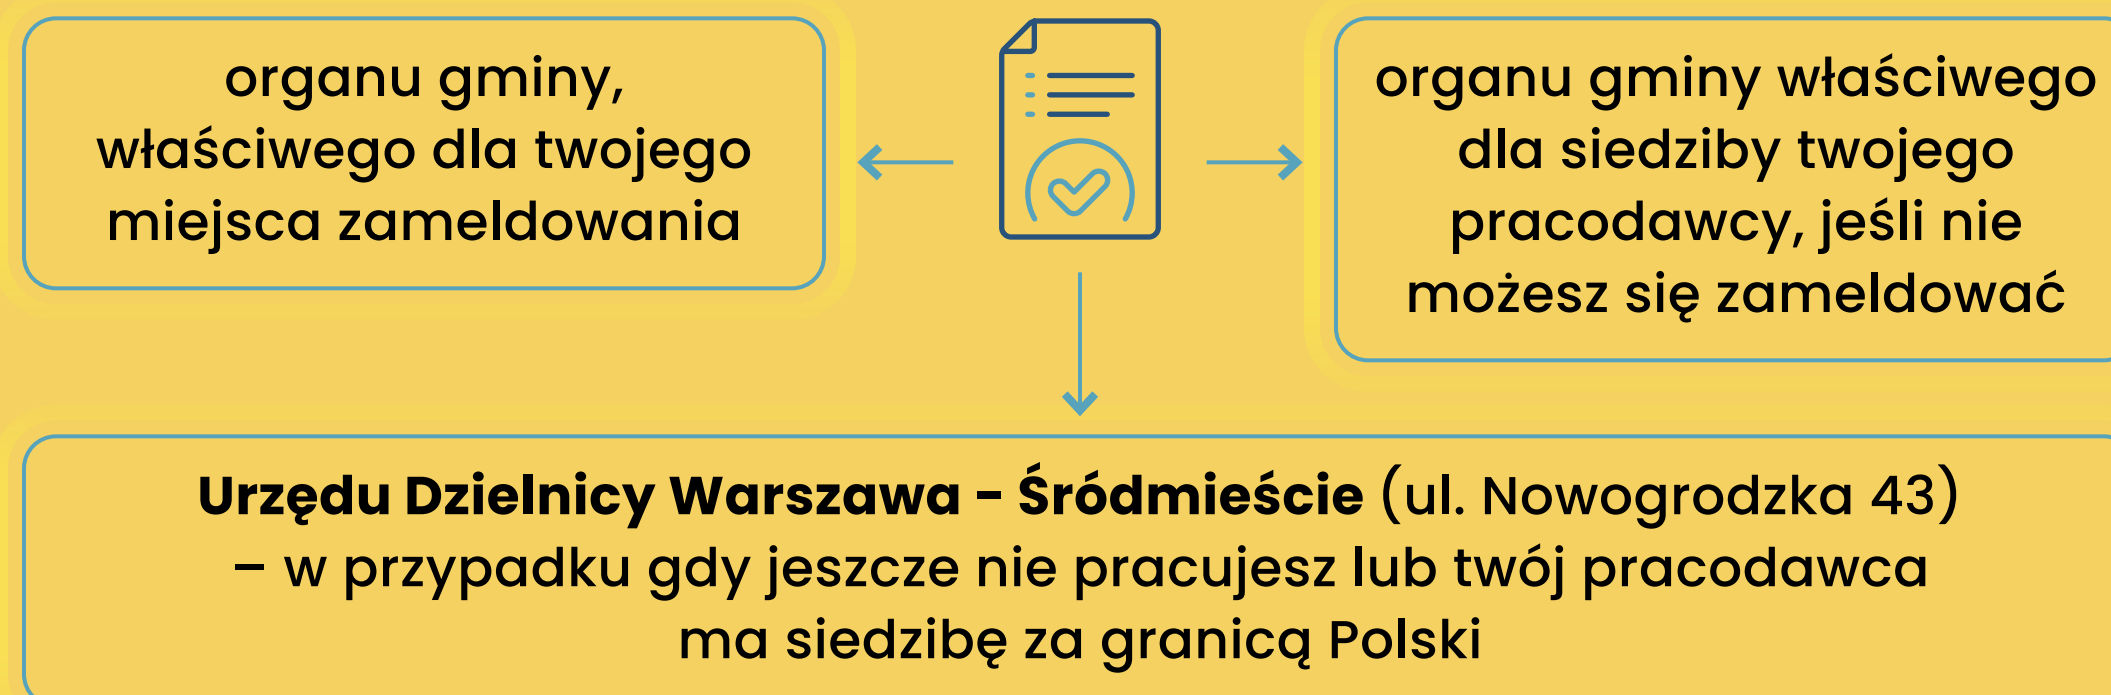 organu gminy,
właściwego dla twojego
miejsca zameldowania
organu gminy właściwego
dla siedziby twojego
pracodawcy, jeśli nie
możesz się zameldować
Urzędu Dzielnicy Warszawa - Śródmieście (ul. Nowogrodzka 43)
– w przypadku gdy jeszcze nie pracujesz lub twój pracodawca
ma siedzibę za granicą Polski